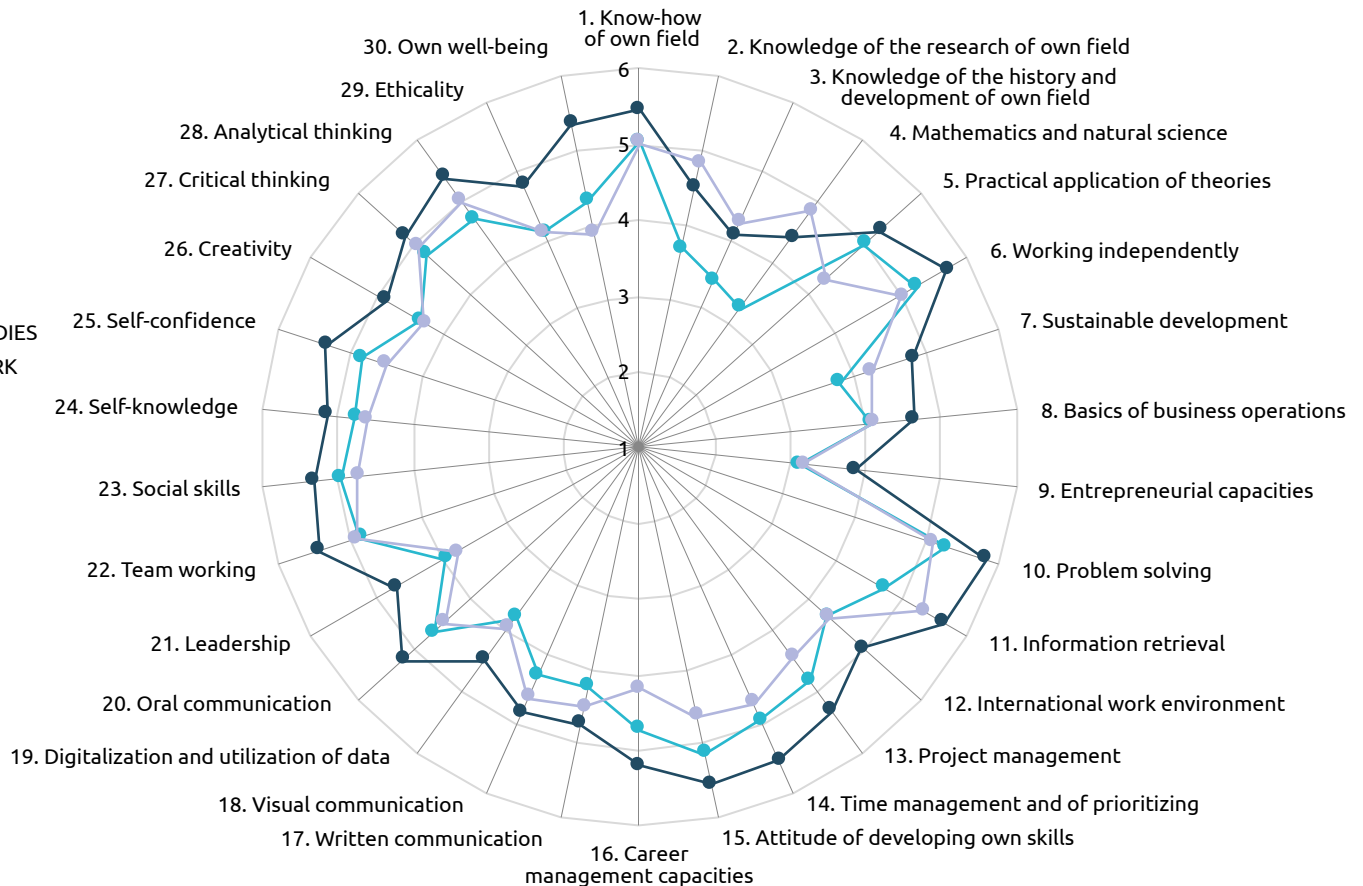 1. Know-how
of own field
2. Knowledge of the research of own field
3. Knowledge of the history and
development of own field
4. Mathematics and natural science
5. Practical application of theories
6. Working independently
7. Sustainable development
8. Basics of business operations
9. Entrepreneurial capacities
10. Problem solving
11. Information retrieval
12. International work environment
13. Project management
14. Time management and of prioritizing
15. Attitude of developing own skills
16. Career
management capacities
17. Written communication
18. Visual communication
19. Digitalization and utilization of data
20. Oral communication
21. Leadership
22. Team working
23. Social skills
24. Self-knowledge
25. Self-confidence
26. Creativity
27. Critical thinking
28. Analytical thinking
29. Ethicality
30. Own well-being
6
5
4
3
2
1
DIES
RK